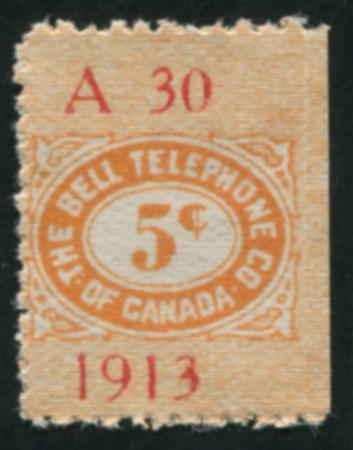 A 30
THE BELL TELEPHONE CO
5¢
· OF CANADA ·
1913